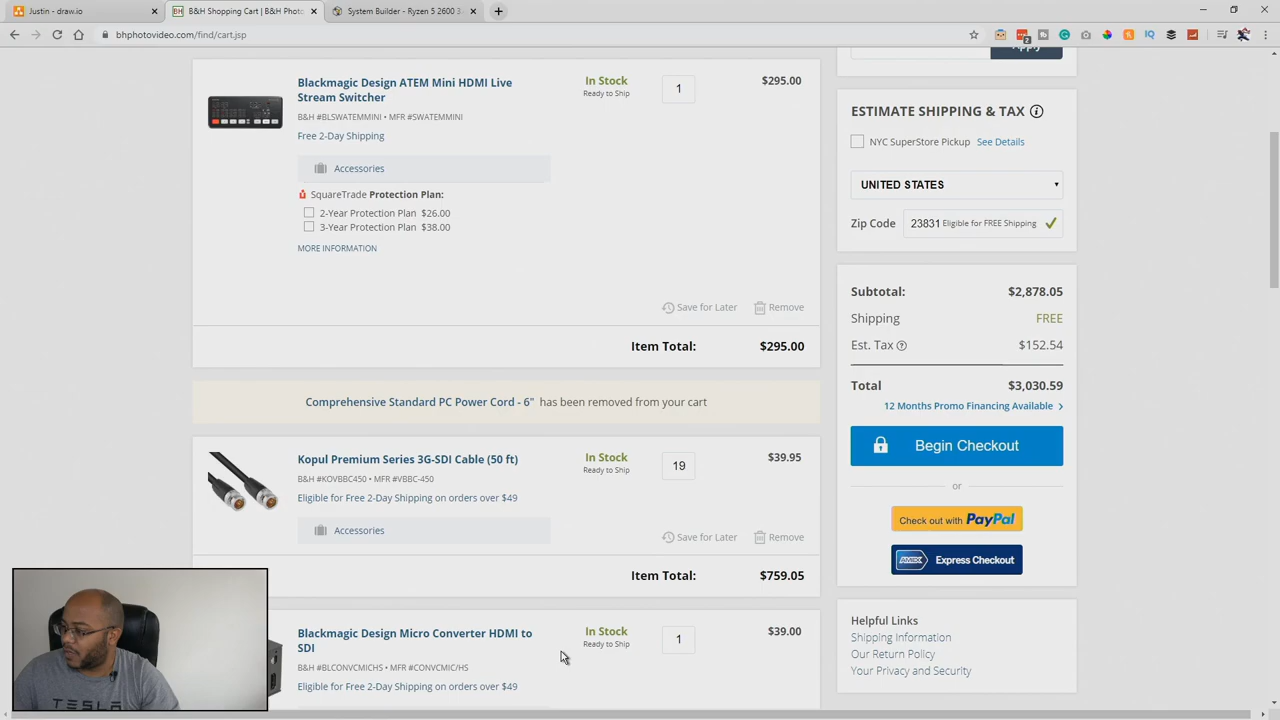 Justin - draw.io
B&H Shopping Cart | B&H Photo
System Builder - Ryzen 5 2600 3.
bhphotovideo.com/find/cart.jsp
Apply
Blackmagic Design ATEM Mini HDMI Live
Stream Switcher
B&H #BLSWATEMMINI • MFR #SWATEMMINI
Free 2-Day Shipping
Accessories
SquareTrade Protection Plan:
2-Year Protection Plan $26.00
3-Year Protection Plan $38.00
MORE INFORMATION
In Stock
Ready to Ship
1
$295.00
Save for Later
Remove
Item Total: $295.00
Comprehensive Standard PC Power Cord - 6" has been removed from your cart
Kopul Premium Series 3G-SDI Cable (50 ft)
B&H #KOVBBC450 • MFR #VBBC-450
Eligible for Free 2-Day Shipping on orders over $49
Accessories
In Stock
Ready to Ship
19
$39.95
Save for Later
Remove
Item Total: $759.05
Blackmagic Design Micro Converter HDMI to
SDI
B&H #BLCONVCMICHS • MFR #CONVCMIC/HS
Eligible for Free 2-Day Shipping on orders over $49
In Stock
Ready to Ship
1
$39.00
ESTIMATE SHIPPING & TAX
NYC SuperStore Pickup See Details
UNITED STATES
Zip Code 23831 Eligible for FREE Shipping
Subtotal: $2,878.05
Shipping FREE
Est. Tax $152.54
Total $3,030.59
12 Months Promo Financing Available
Begin Checkout
or
Check out with PayPal
AMEX Express Checkout
Helpful Links
Shipping Information
Our Return Policy
Your Privacy and Security
TESL